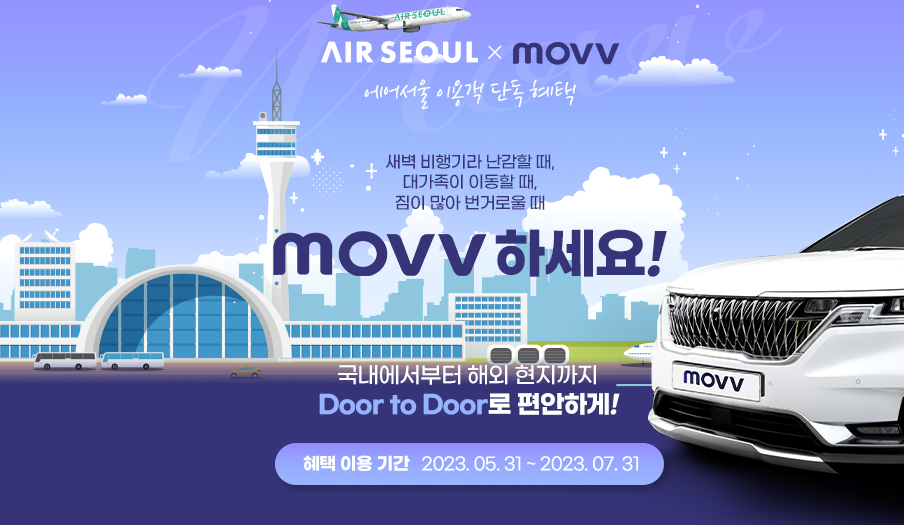 AIR SEOUL
AIR SEOUL × movv
에어서울 이용객 단독 혜택
새벽 비행기라 난감할 때,
대가족이 이동할 때,
짐이 많아 번거로울 때
movv 하세요!
국내에서부터 해외 현지까지
Door to Door로 편안하게!
movv
혜택 이용 기간 2023. 05. 31 ~ 2023. 07. 31
Movv